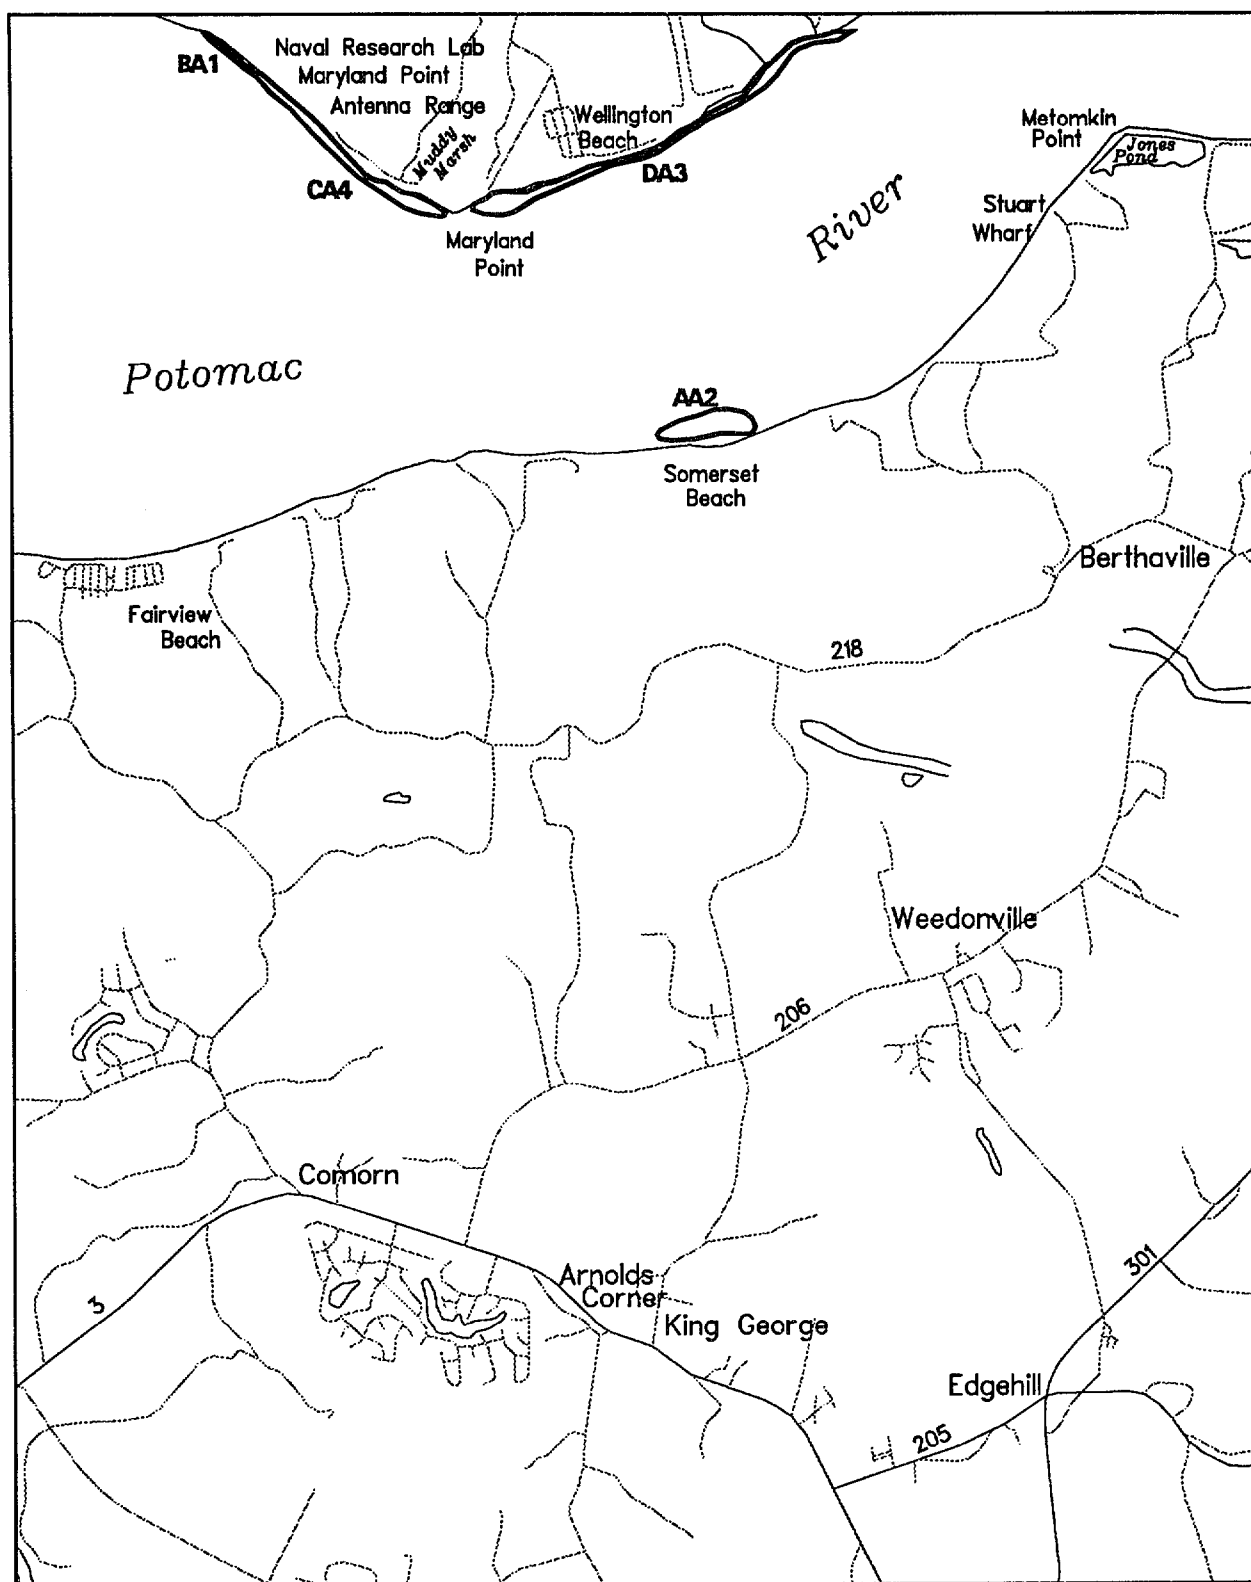 BA1
Naval Research Lab
Maryland Point
Antenna Range
Muddy
Marsh
Wellington
Beach
CA4
DA3
Maryland
Point
Metomkin
Point
Jones
Pond
Stuart
Wharf
River
Potomac
AA2
Somerset
Beach
Berthaville
Fairview
Beach
218
Weedonville
206
Comorn
301
3
Arnolds
Corner
King George
Edgehill
205